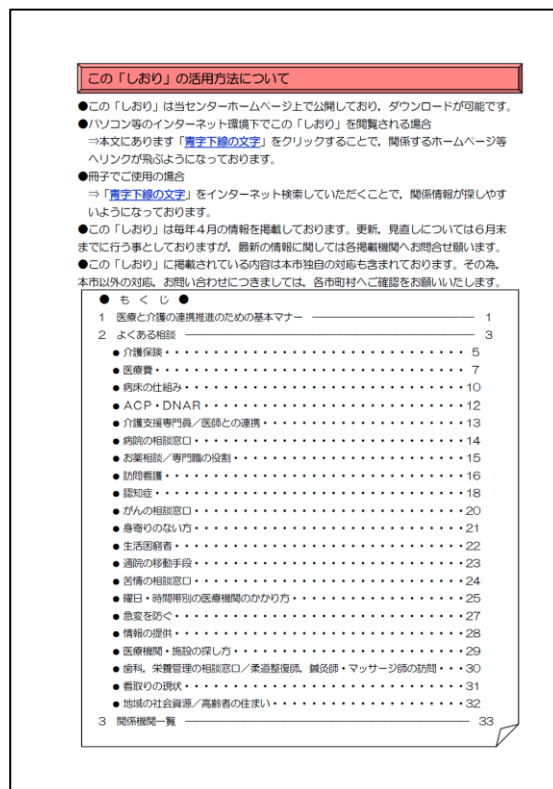 この「しおり」の活用方法について
●この「しおり」は当センターホームページ上で公開しており，ダウンロードが可能です。
●パソコン等のインターネット環境下でこの「しおり」を閲覧される場合
⇒本文にあります「青字下線の文字」をクリックすることで，関係するホームページ等
へリンクが飛ぶようになっております。
●冊子でご使用の場合
⇒「青字下線の文字」をインターネット検索していただくことで，関係情報が探しやす
いようになっております。
●この「しおり」は毎年４月の情報を掲載しております。更新，見直しについては６月末
までに行う事としておりますが，最新の情報に関しては各掲載機関へお問合せ願います。
●この「しおり」に掲載されている内容は本市独自の対応も含まれております。その為，
本市以外の対応，お問い合わせにつきましては，各市町村へご確認をお願いいたします。
● も く じ ●
1 医療と介護の連携推進のための基本マナー ―――――――――――― 1
2 よくある相談 ―――――――――――――――――――――― 3
●介護保険・・・・・・・・・・・・・・・・・・・・・・・・・・ 5
●医療費・・・・・・・・・・・・・・・・・・・・・・・・・・・ 7
●病床の仕組み・・・・・・・・・・・・・・・・・・・・・・・・10
●ＡＣＰ・ＤＮＡＲ・・・・・・・・・・・・・・・・・・・・・・12
●介護支援専門員／医師との連携・・・・・・・・・・・・・・・・13
●病院の相談窓口・・・・・・・・・・・・・・・・・・・・・・・14
●お薬相談／専門職の役割・・・・・・・・・・・・・・・・・・・15
●訪問看護・・・・・・・・・・・・・・・・・・・・・・・・・・16
●認知症・・・・・・・・・・・・・・・・・・・・・・・・・・・18
●がんの相談窓口・・・・・・・・・・・・・・・・・・・・・・・20
●身寄りのない方・・・・・・・・・・・・・・・・・・・・・・・21
●生活困窮者・・・・・・・・・・・・・・・・・・・・・・・・・22
●通院の移動手段・・・・・・・・・・・・・・・・・・・・・・・23
●苦情の相談窓口・・・・・・・・・・・・・・・・・・・・・・・24
●曜日・時間帯別の医療機関のかかり方・・・・・・・・・・・・・25
●急変を防ぐ・・・・・・・・・・・・・・・・・・・・・・・・・27
●情報の提供・・・・・・・・・・・・・・・・・・・・・・・・・28
●医療機関・施設の探し方・・・・・・・・・・・・・・・・・・・29
●歯科，栄養管理の相談窓口／柔道整復師，鍼灸師・マッサージ師の訪問・・・30
●看取りの現状・・・・・・・・・・・・・・・・・・・・・・・・31
●地域の社会資源／高齢者の住まい・・・・・・・・・・・・・・・32
3 関係機関一覧 ―――――――――――――――――――――― 33